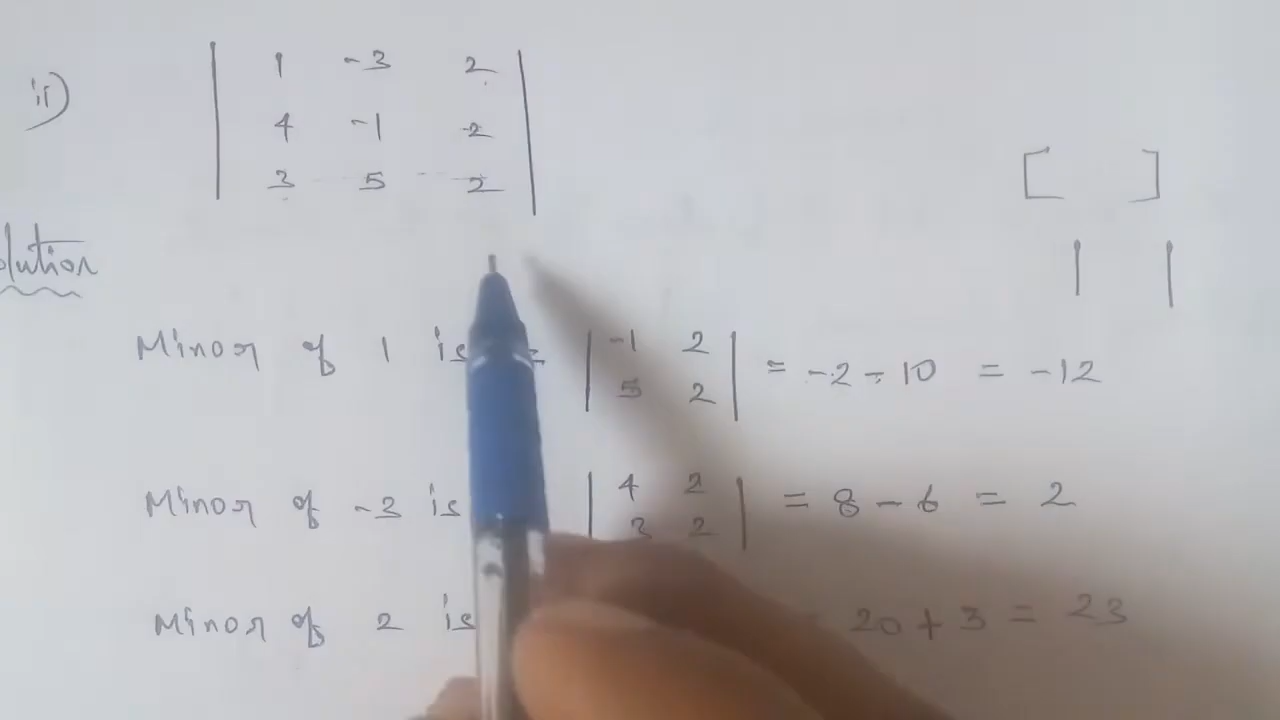 ii) | 1 -3 2 |
| 4 -1 2 |
| 3 5 2 |
[ ]
| |
Solution
Minor of 1 is | -1 2 | = -2 - 10 = -12
| 5 2 |
Minor of -3 is | 4 2 | = 8 - 6 = 2
| 3 2 |
Minor of 2 is 20 + 3 = 23